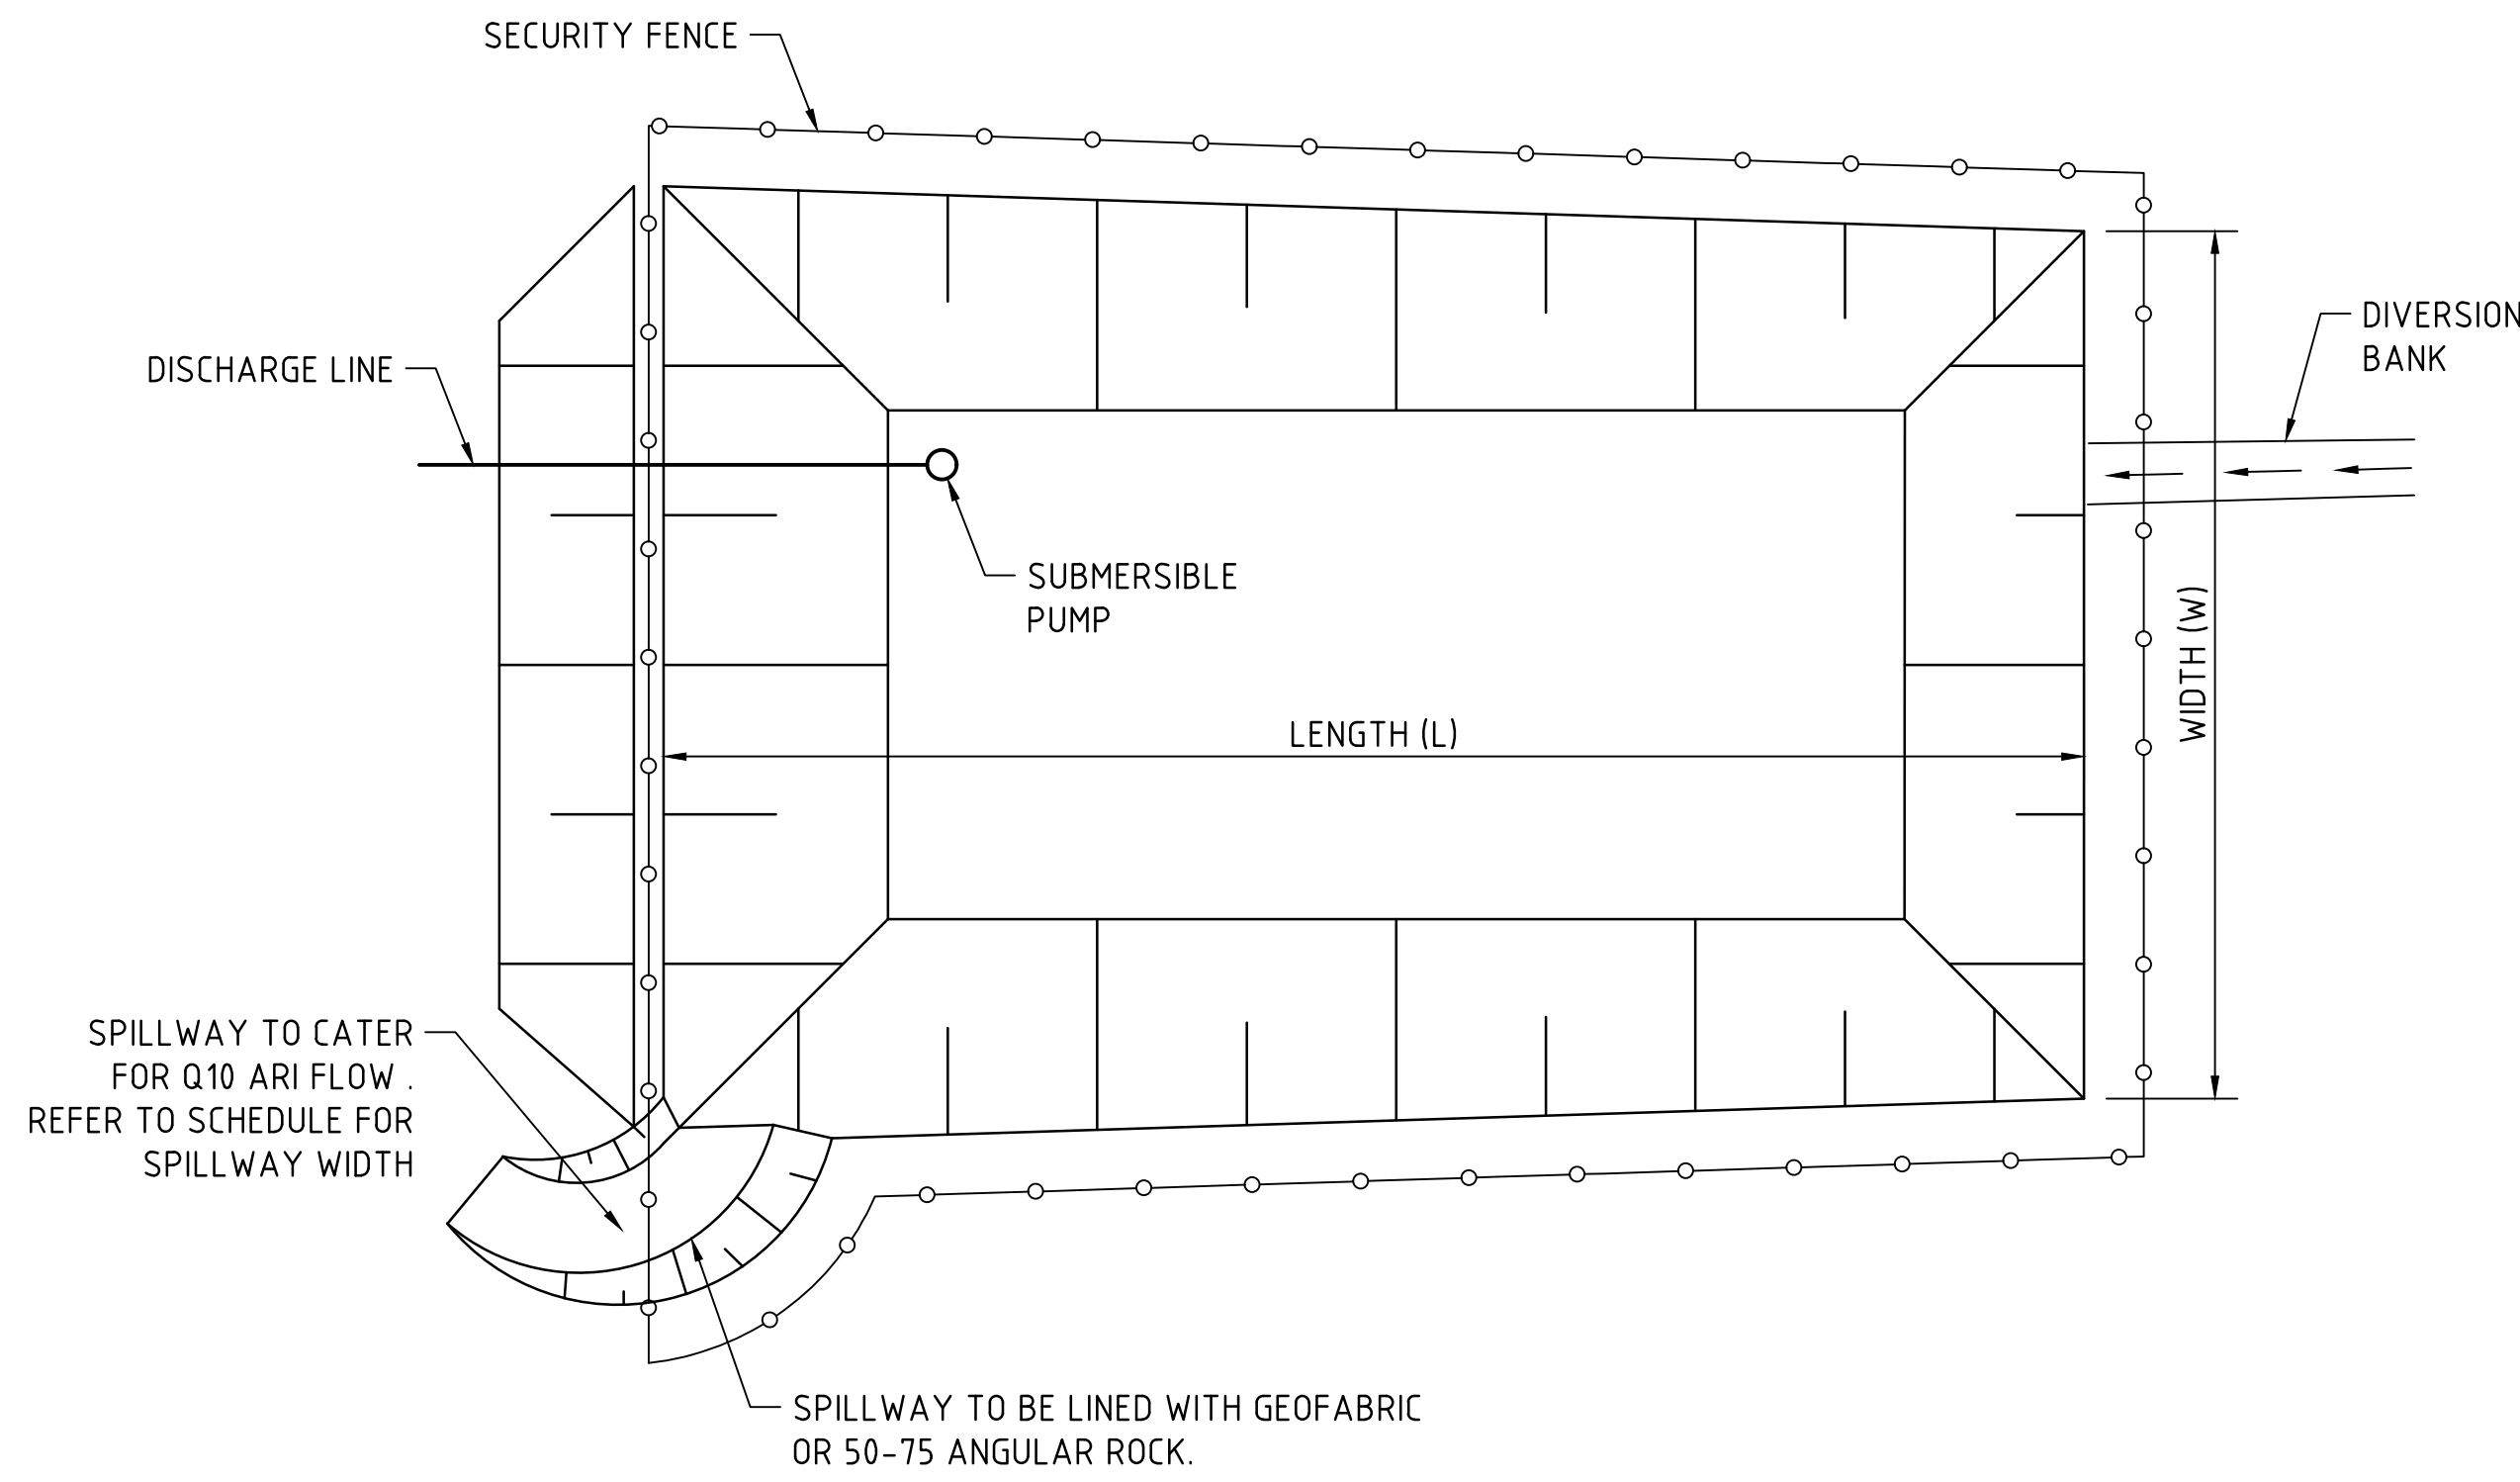 SECURITY FENCE
DIVERSION
BANK
DISCHARGE LINE
SUBMERSIBLE
PUMP
WIDTH (W)
LENGTH (L)
SPILLWAY TO CATER
FOR Q10 ARI FLOW .
REFER TO SCHEDULE FOR
SPILLWAY WIDTH
SPILLWAY TO BE LINED WITH GEOFABRIC
OR 50-75 ANGULAR ROCK.